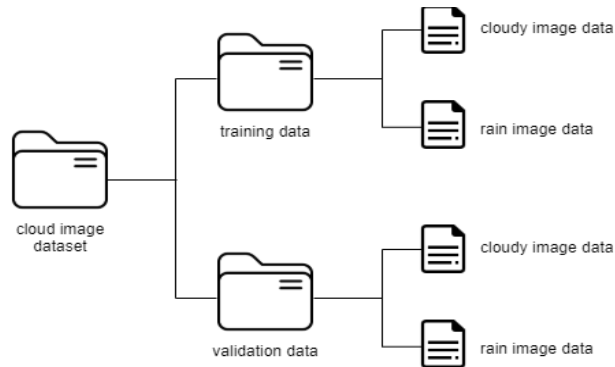 cloudy image data
training data
rain image data
cloud image
dataset
cloudy image data
validation data
rain image data